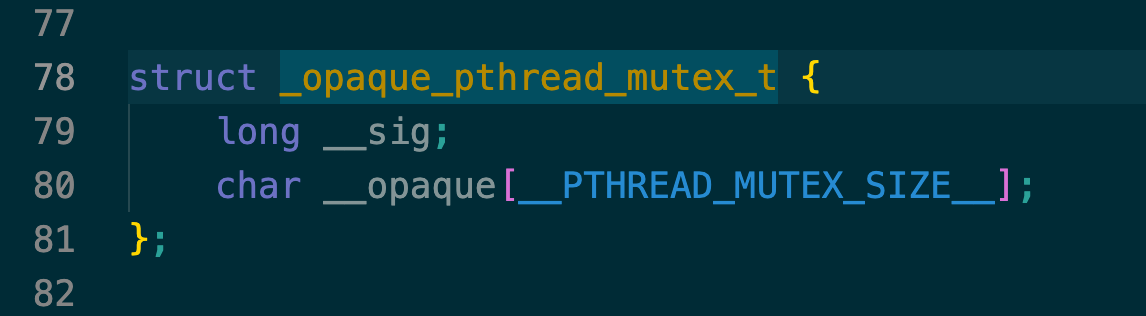 77
78 struct _opaque_pthread_mutex_t {
79     long __sig;
80     char __opaque[__PTHREAD_MUTEX_SIZE__];
81 };
82